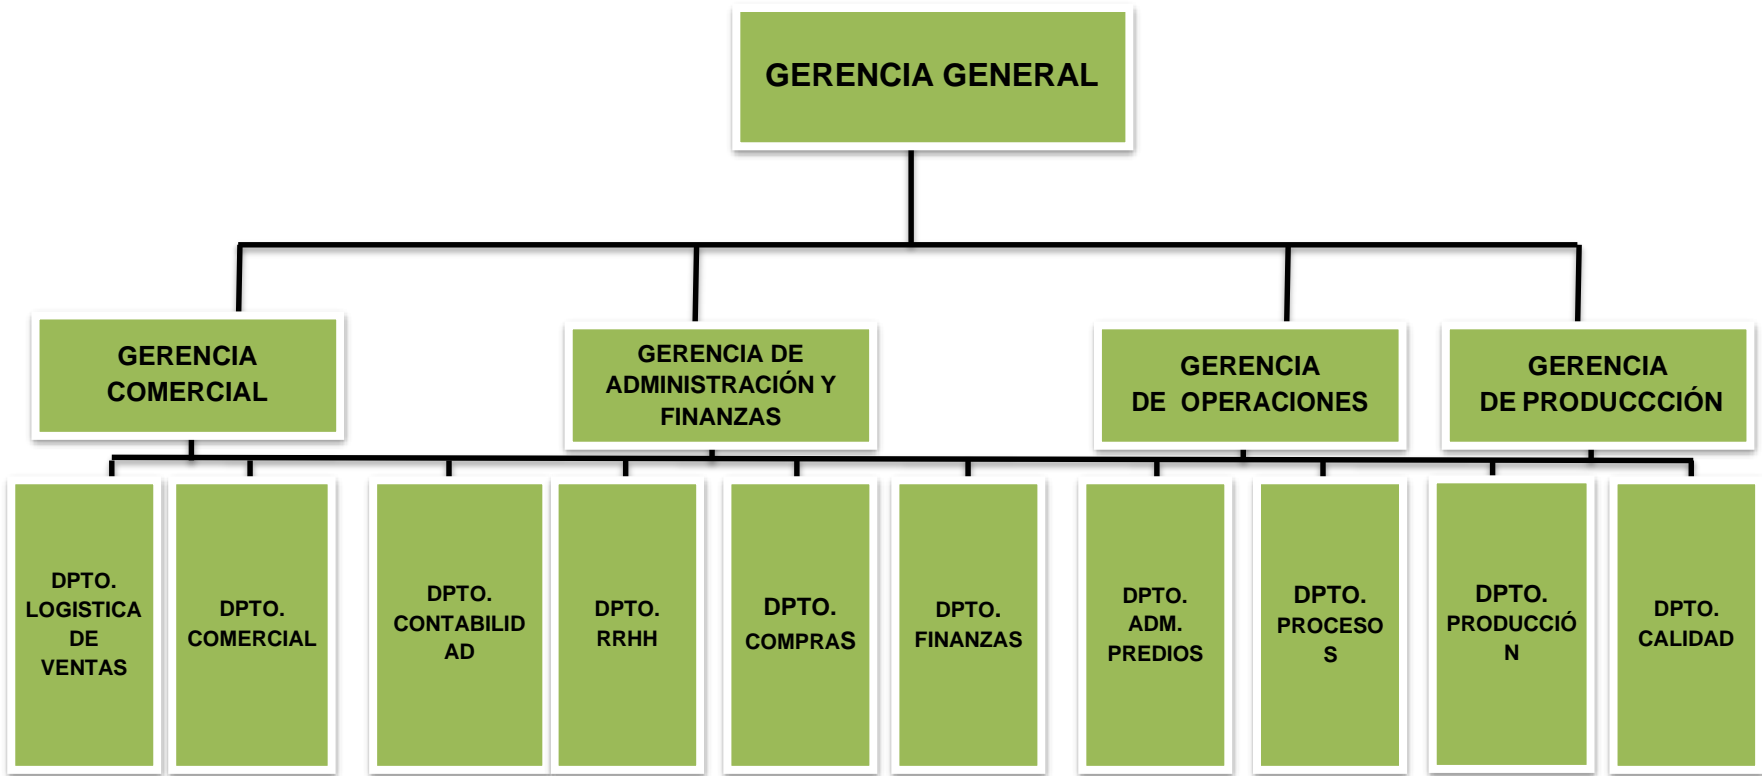 GERENCIA GENERAL
GERENCIA
COMERCIAL
GERENCIA DE
ADMINISTRACIÓN Y
FINANZAS
GERENCIA
DE OPERACIONES
GERENCIA
DE PRODUCCCIÓN
DPTO.
LOGISTICA
DE
VENTAS
DPTO.
COMERCIAL
DPTO.
CONTABILID
AD
DPTO.
RRHH
DPTO.
COMPRAS
DPTO.
FINANZAS
DPTO.
ADM.
PREDIOS
DPTO.
PROCESO
S
DPTO.
PRODUCCIÓ
N
DPTO.
CALIDAD